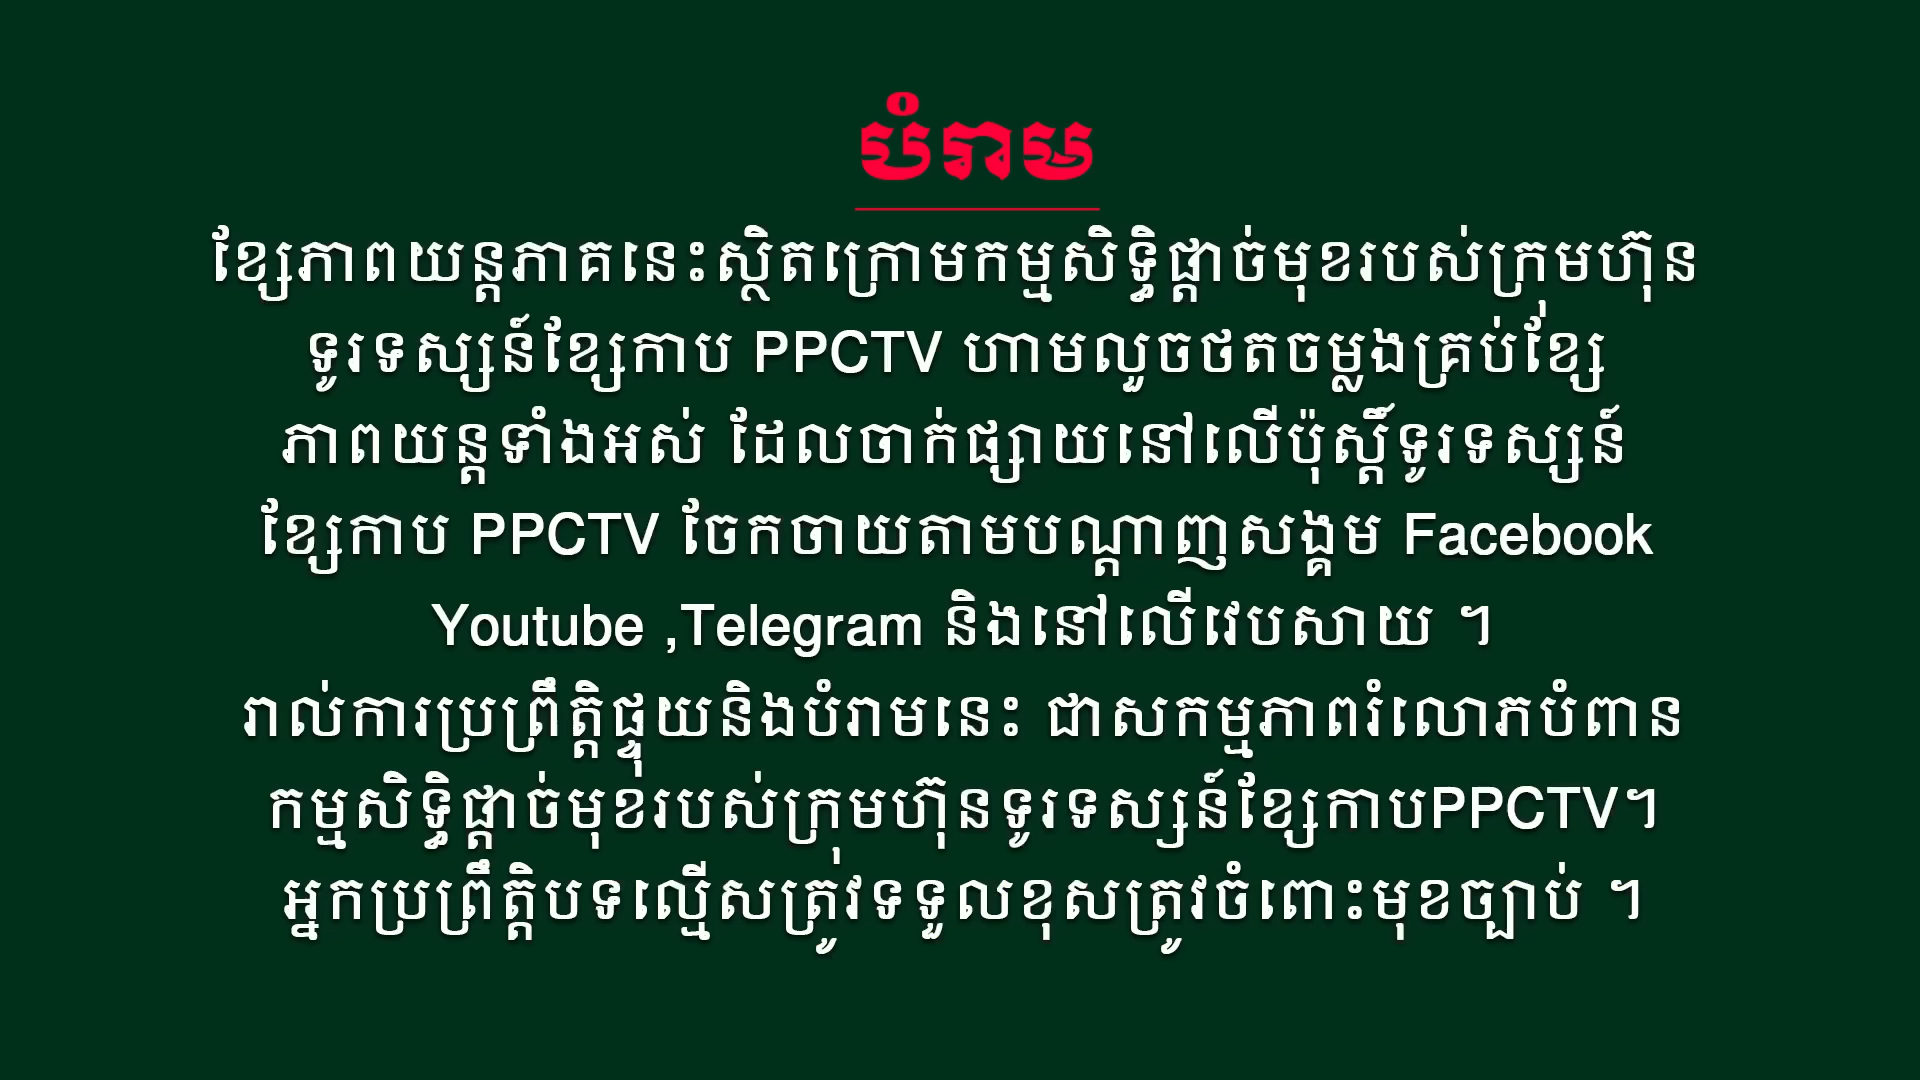 បំរាម
ខ្សែភាពយន្តភាគនេះស្ថិតក្រោមកម្មសិទ្ធិផ្តាច់មុខរបស់ក្រុមហ៊ុន
ទូរទស្សន៍ខ្សែកាប PPCTV ហាមលួចថតចម្លងគ្រប់ខ្សែ
ភាពយន្តទាំងអស់ ដែលចាក់ផ្សាយនៅលើប៉ុស្តិ៍ទូរទស្សន៍
ខ្សែកាប PPCTV ចែកចាយតាមបណ្តាញសង្គម Facebook
Youtube ,Telegram និងនៅលើវេបសាយ ។
រាល់ការប្រព្រឹត្តិផ្ទុយនិងបំរាមនេះ ជាសកម្មភាពរំលោភបំពាន
កម្មសិទ្ធិផ្តាច់មុខរបស់ក្រុមហ៊ុនទូរទស្សន៍ខ្សែកាបPPCTV។
អ្នកប្រព្រឹត្តិបទល្មើសត្រូវទទួលខុសត្រូវចំពោះមុខច្បាប់ ។